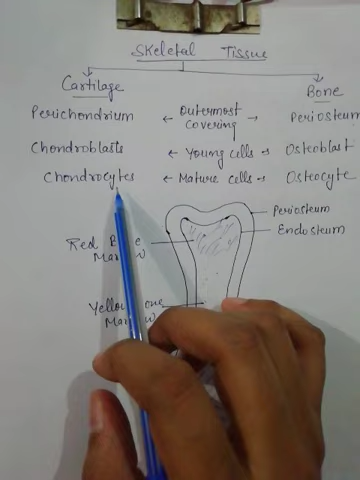 Skeletal Tissue
Cartilage
Bone
Perichondrium ← Outermost covering → Periosteum
Chondroblasts ← Young cells → Osteoblast
Chondrocytes ← Mature cells → Osteocyte
Periosteum
Endosteum
Red
Yellow